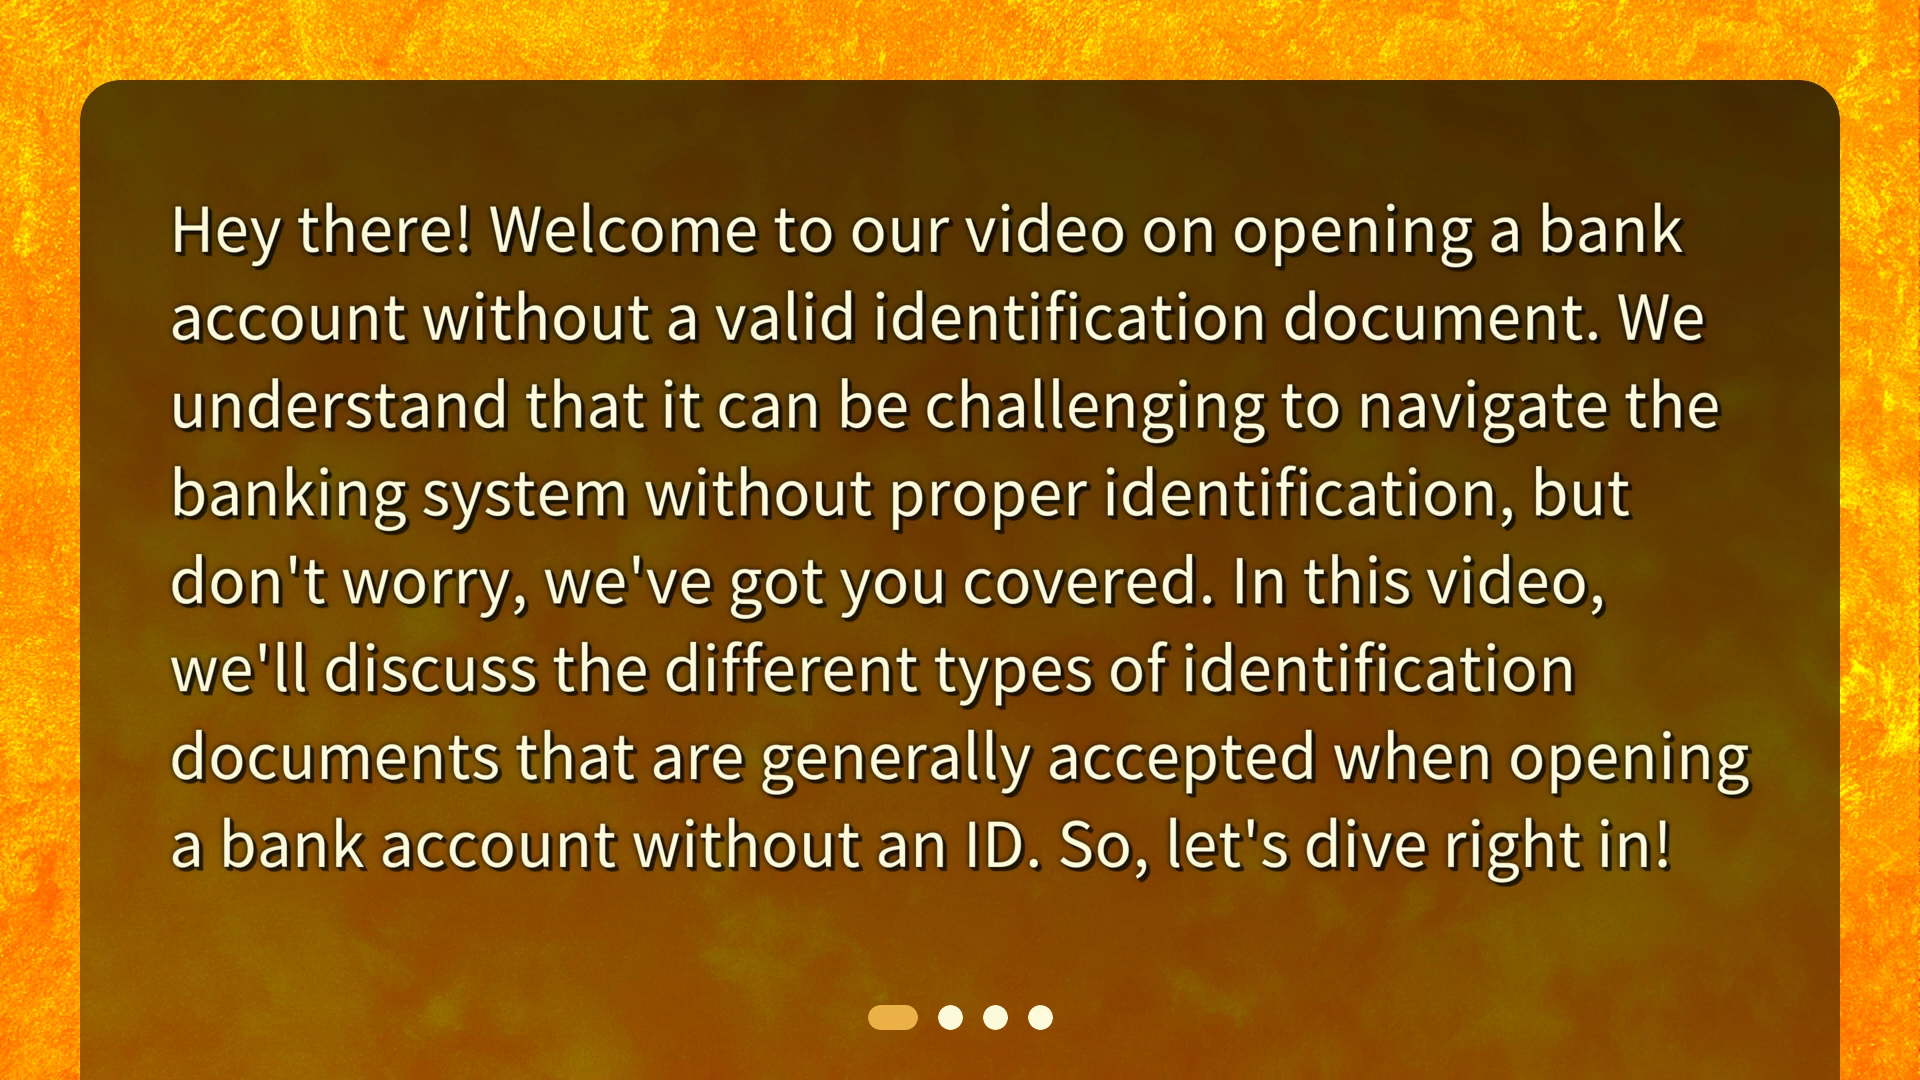 Hey there! Welcome to our video on opening a bank
account without a valid identification document. We
understand that it can be challenging to navigate the
banking system without proper identification, but
don't worry, we've got you covered. In this video,
we'll discuss the different types of identification
documents that are generally accepted when opening
a bank account without an ID. So, let's dive right in!